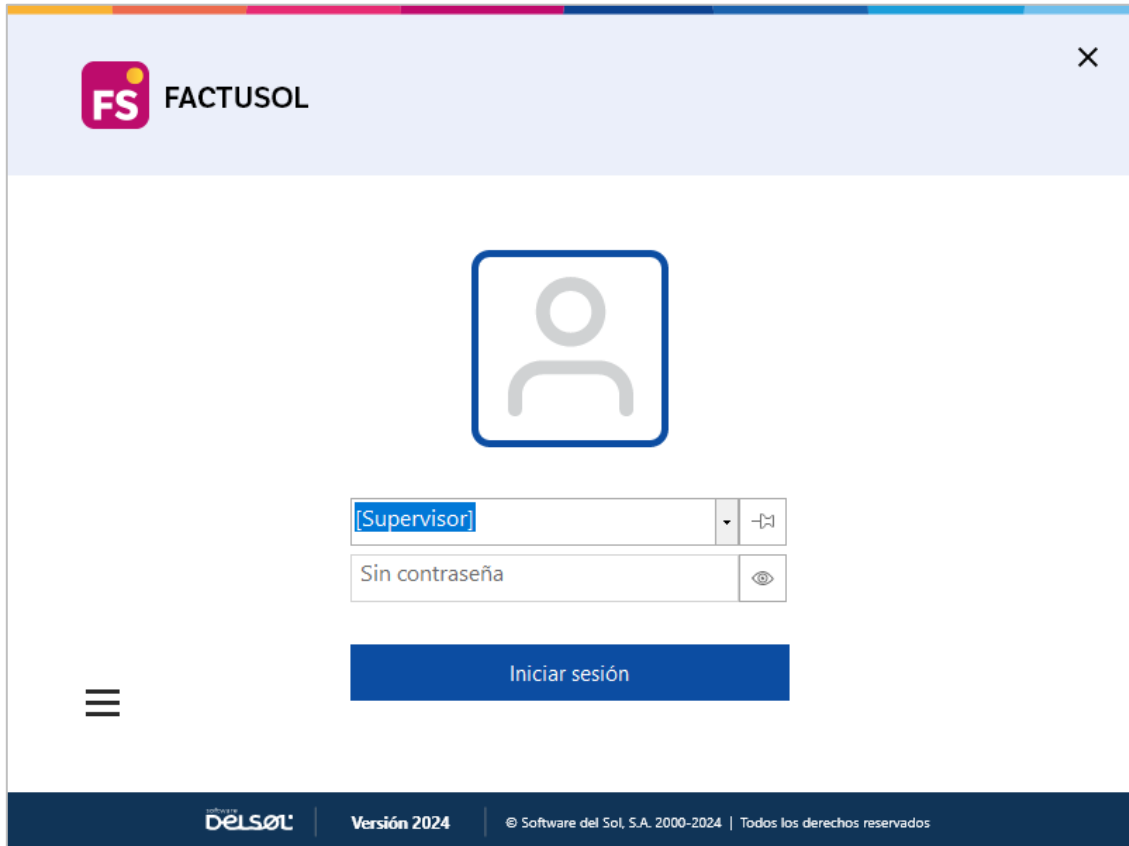 FS FACTUSOL
[Supervisor]
Sin contraseña
Iniciar sesión
software
DELSOL
Versión 2024
© Software del Sol, S.A. 2000-2024 | Todos los derechos reservados